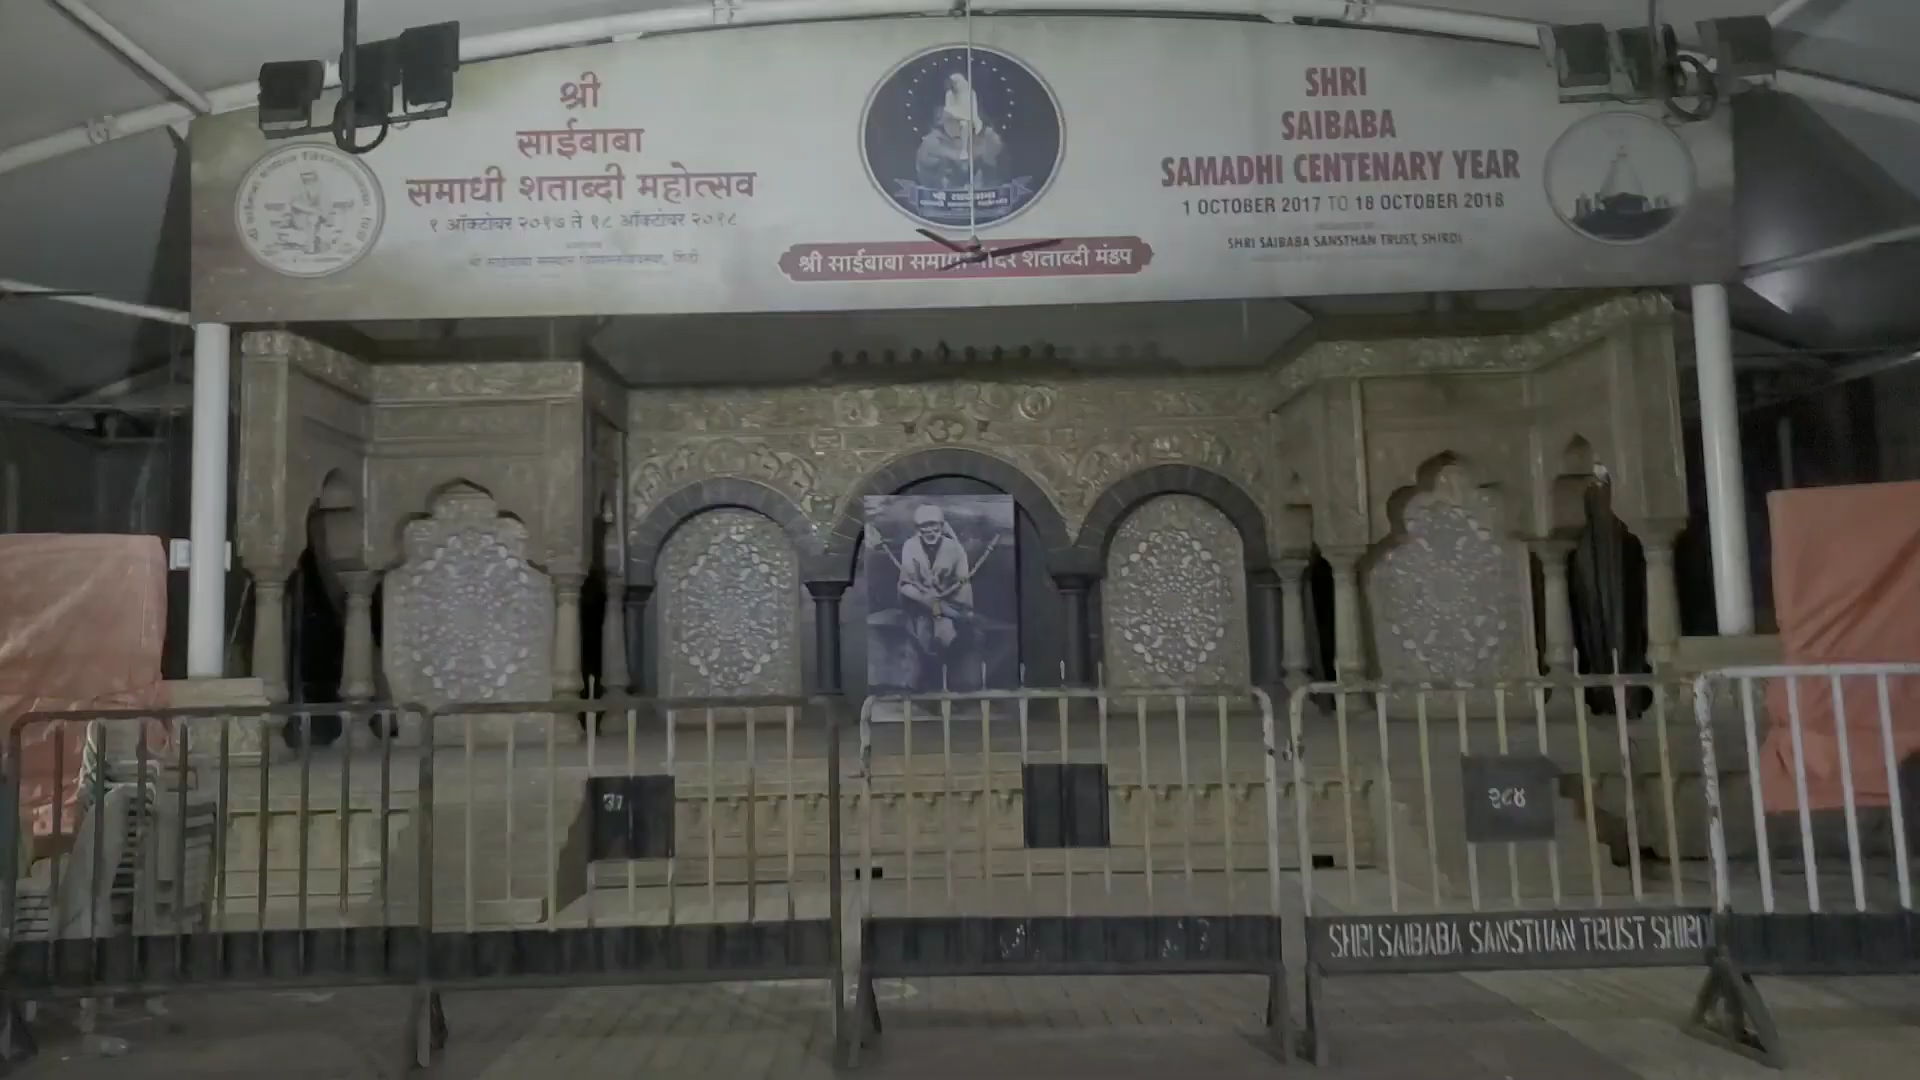 श्री
साईबाबा
समाधी शताब्दी महोत्सव
१ ऑक्टोबर २०१७ ते १८ ऑक्टोबर २०१८
SHRI
SAIBABA
SAMADHI CENTENARY YEAR
1 OCTOBER 2017 TO 18 OCTOBER 2018
SHRI SAIBABA SANSTHAN TRUST, SHIRDI
श्री साईबाबा समाधी मंदिर शताब्दी मंडप
ॐ
२८४
SHRI SAIBABA SANSTHAN TRUST SHIRDI